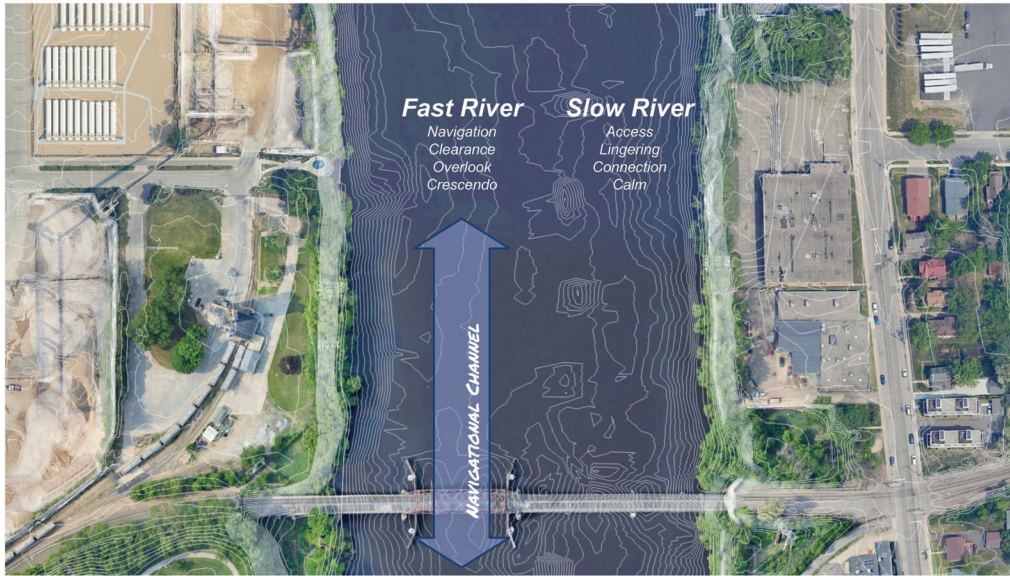 Fast River
Navigation
Clearance
Overlook
Crescendo
Slow River
Access
Lingering
Connection
Calm
NAVIGATIONAL CHANNEL